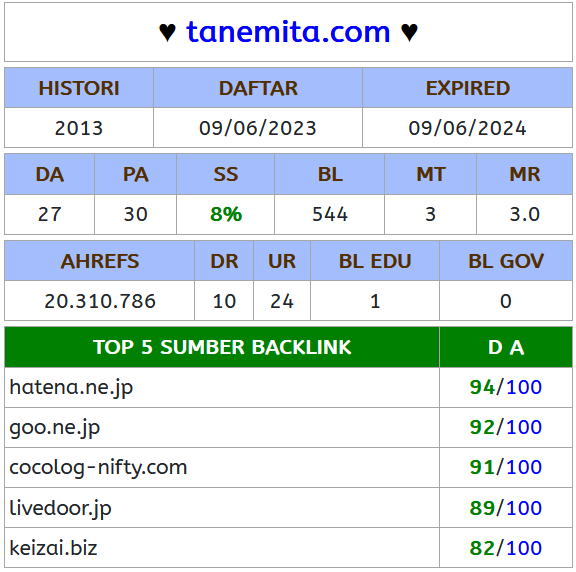 ♥ tanemita.com ♥
HISTORI DAFTAR EXPIRED
2013 09/06/2023 09/06/2024
DA PA SS BL MT MR
27 30 8% 544 3 3.0
AHREFS DR UR BL EDU BL GOV
20.310.786 10 24 1 0
TOP 5 SUMBER BACKLINK D A
hatena.ne.jp 94/100
goo.ne.jp 92/100
cocolog-nifty.com 91/100
livedoor.jp 89/100
keizai.biz 82/100